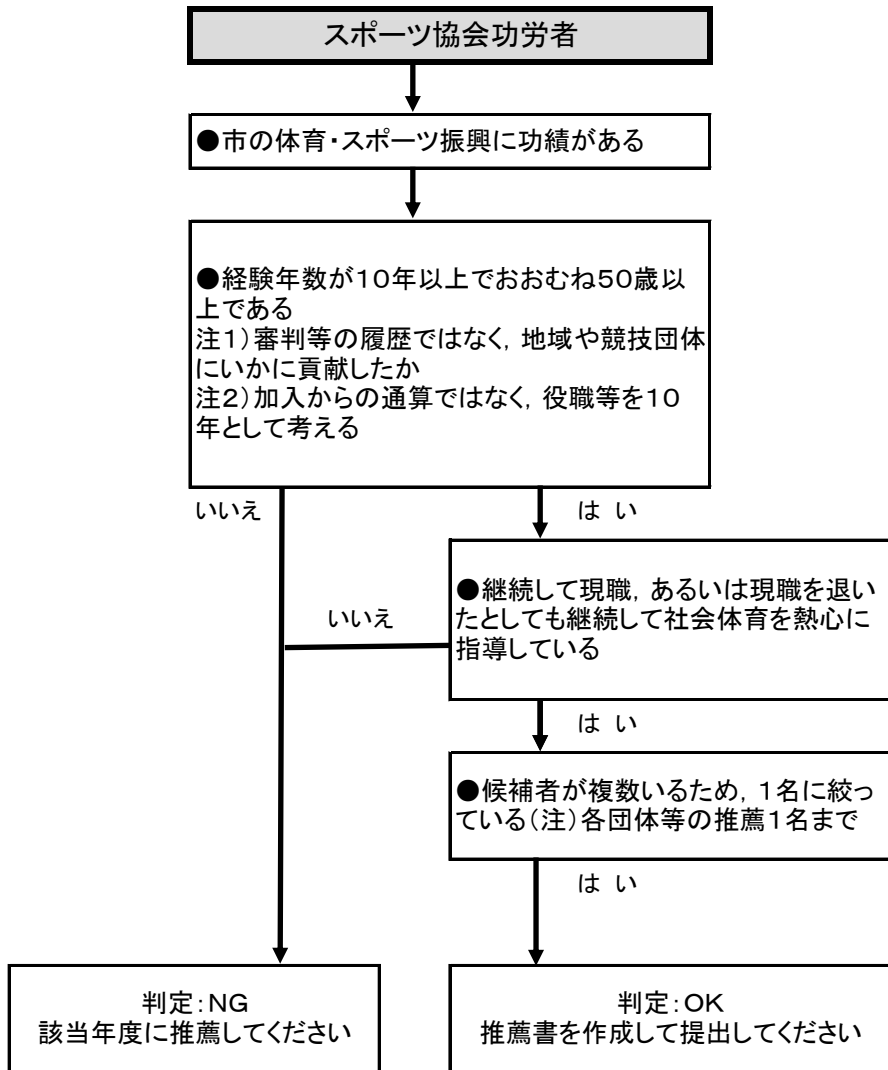 スポーツ協会功労者
●市の体育・スポーツ振興に功績がある
●経験年数が１０年以上でおおむね５０歳以
上である
注１）審判等の履歴ではなく，地域や競技団体
にいかに貢献したか
注２）加入からの通算ではなく，役職等を１０
年として考える
いいえ
は い
●継続して現職，あるいは現職を退い
たとしても継続して社会体育を熱心に
指導している
いいえ
は い
●候補者が複数いるため，１名に絞っ
ている（注）各団体等の推薦１名まで
は い
判定：ＮＧ
該当年度に推薦してください
判定：ＯＫ
推薦書を作成して提出してください